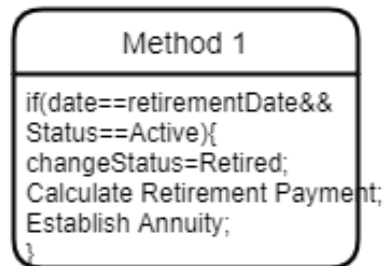 Method 1
if(date==retirementDate&&
Status==Active){
changeStatus=Retired;
Calculate Retirement Payment;
Establish Annuity;
}